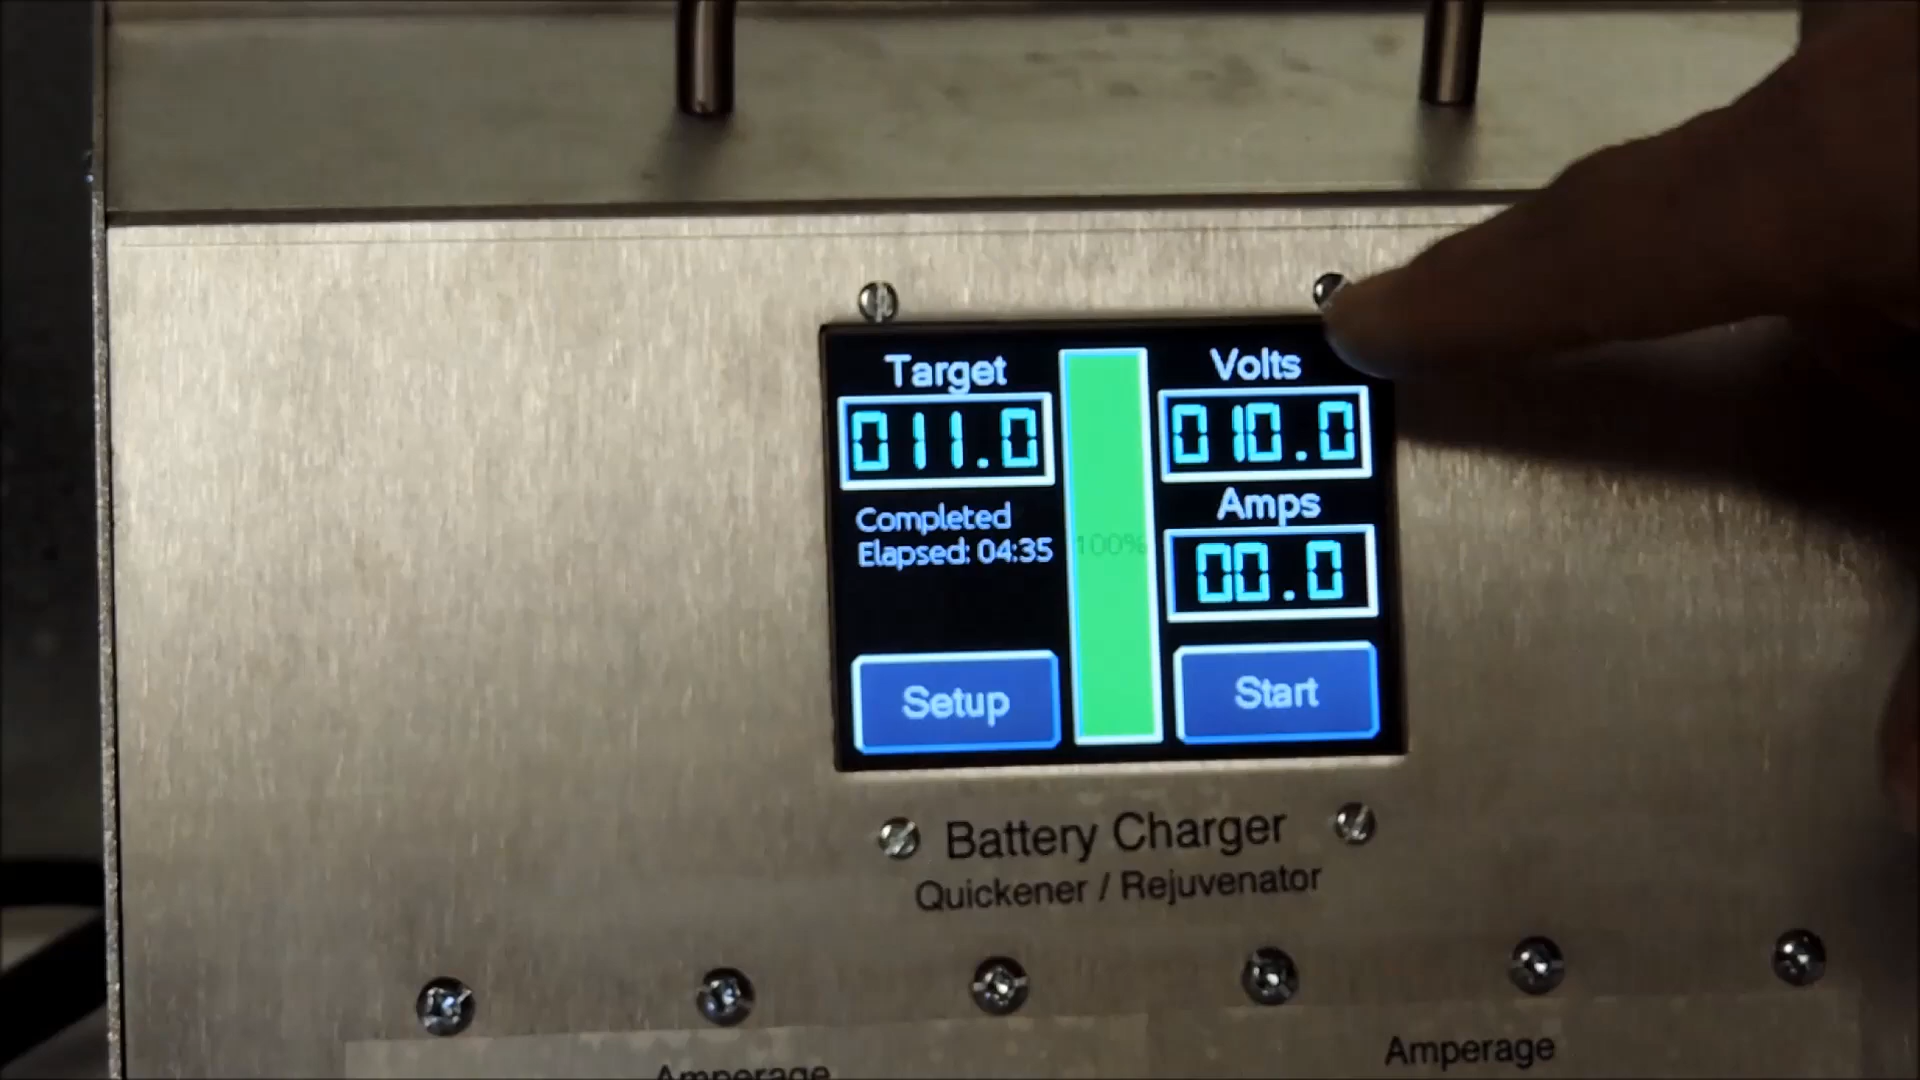 Target
011.0
Completed
Elapsed: 04:35
100%
Volts
010.0
Amps
00.0
Setup
Start
Battery Charger
Quickener / Rejuvenator
Amperage
Amperage